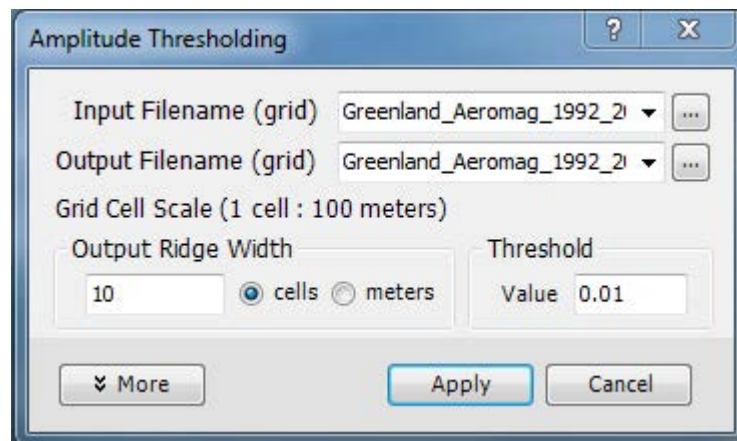 Amplitude Thresholding
Input Filename (grid) Greenland_Aeromag_1992_2 ...
Output Filename (grid) Greenland_Aeromag_1992_2 ...
Grid Cell Scale (1 cell : 100 meters)
Output Ridge Width Threshold
10 cells meters Value 0.01
More Apply Cancel